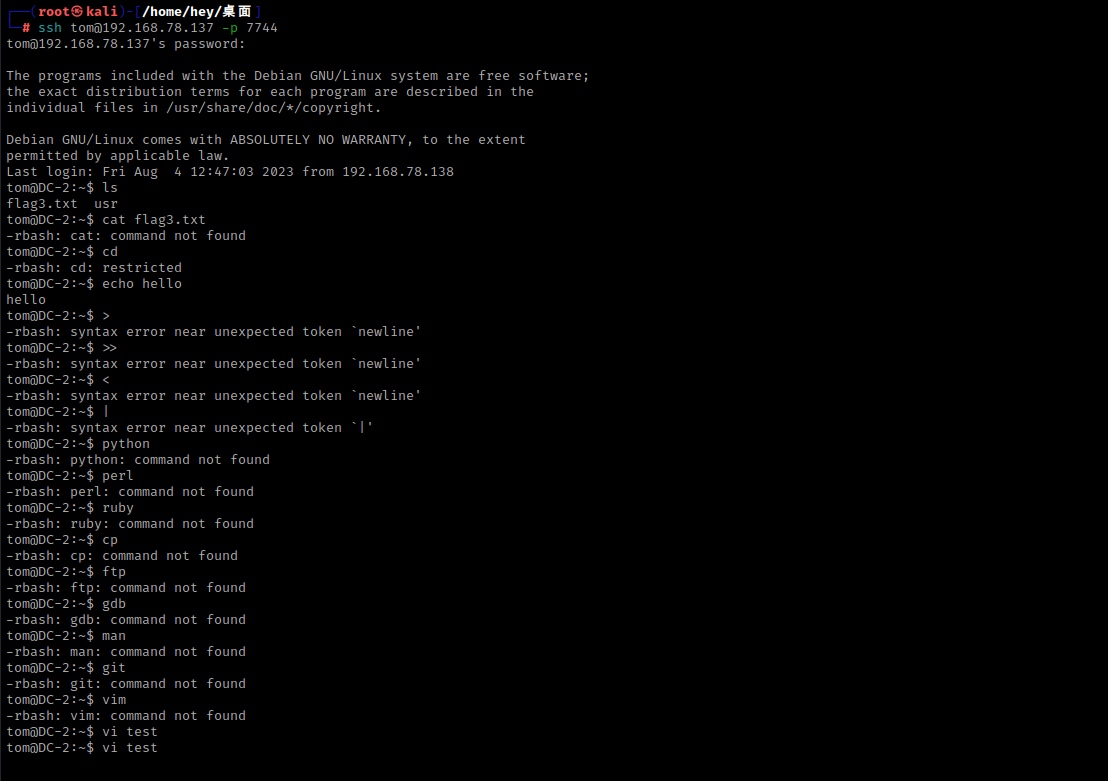 ┌──(root㉿kali)-[/home/hey/桌面]
└─# ssh tom@192.168.78.137 -p 7744
tom@192.168.78.137's password:
The programs included with the Debian GNU/Linux system are free software;
the exact distribution terms for each program are described in the
individual files in /usr/share/doc/*/copyright.
Debian GNU/Linux comes with ABSOLUTELY NO WARRANTY, to the extent
permitted by applicable law.
Last login: Fri Aug  4 12:47:03 2023 from 192.168.78.138
tom@DC-2:~$ ls
flag3.txt  usr
tom@DC-2:~$ cat flag3.txt
-rbash: cat: command not found
tom@DC-2:~$ cd
-rbash: cd: restricted
tom@DC-2:~$ echo hello
hello
tom@DC-2:~$ >
-rbash: syntax error near unexpected token `newline'
tom@DC-2:~$ >>
-rbash: syntax error near unexpected token `newline'
tom@DC-2:~$ <
-rbash: syntax error near unexpected token `newline'
tom@DC-2:~$ |
-rbash: syntax error near unexpected token `|'
tom@DC-2:~$ python
-rbash: python: command not found
tom@DC-2:~$ perl
-rbash: perl: command not found
tom@DC-2:~$ ruby
-rbash: ruby: command not found
tom@DC-2:~$ cp
-rbash: cp: command not found
tom@DC-2:~$ ftp
-rbash: ftp: command not found
tom@DC-2:~$ gdb
-rbash: gdb: command not found
tom@DC-2:~$ man
-rbash: man: command not found
tom@DC-2:~$ git
-rbash: git: command not found
tom@DC-2:~$ vim
-rbash: vim: command not found
tom@DC-2:~$ vi test
tom@DC-2:~$ vi test